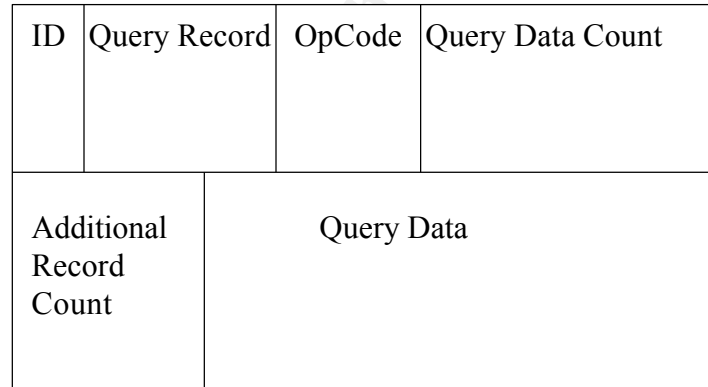 ID
Query Record
OpCode
Query Data Count
Additional
Record
Count
Query Data